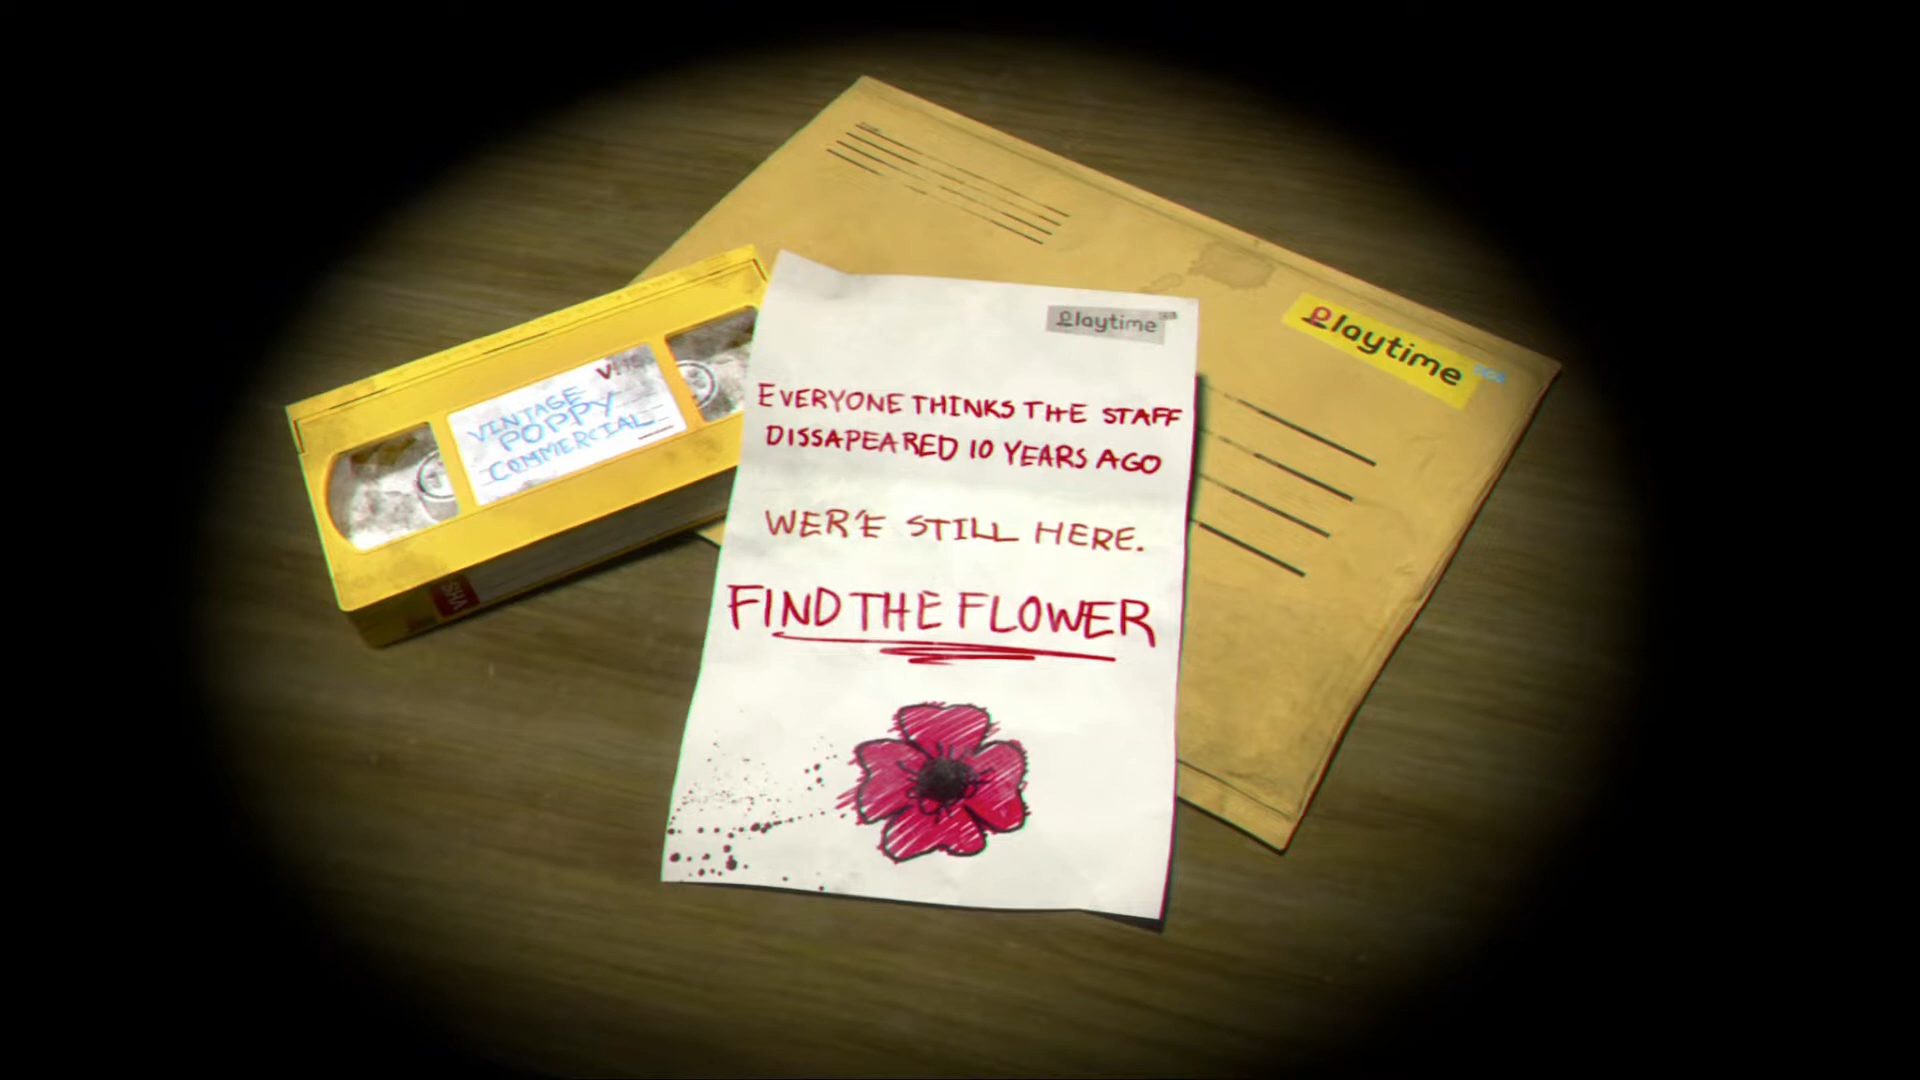 Playtime
VINTAGE
POPPY
COMMERCIAL
VHS
Playtime
EVERYONE THINKS THE STAFF
DISSAPEARED 10 YEARS AGO
WER'E STILL HERE.
FIND THE FLOWER